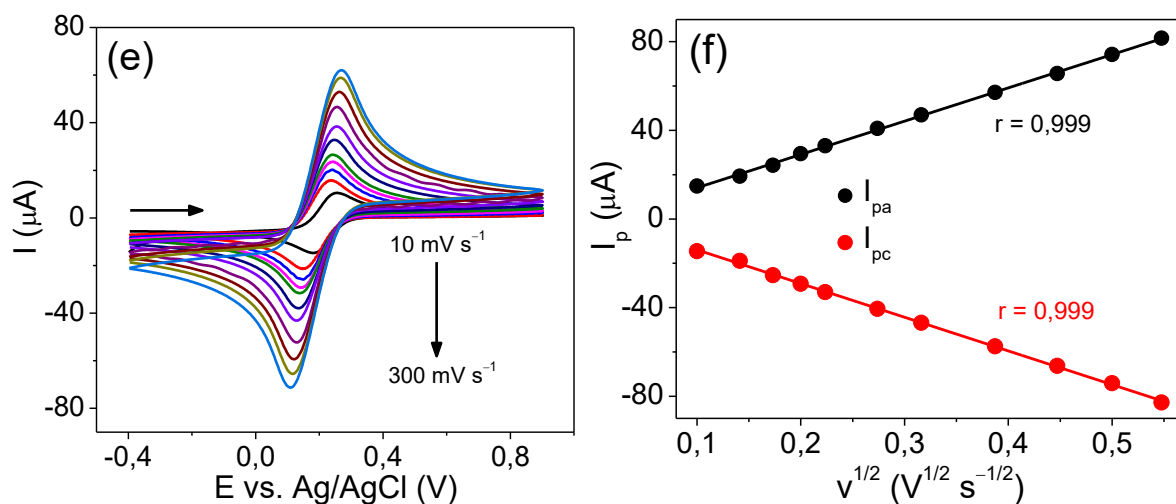 (e)
80
40
0
-40
-80
I (μA)
10 mV s⁻¹
300 mV s⁻¹
-0,4 0,0 0,4 0,8
E vs. Ag/AgCl (V)
(f)
80
40
0
-40
-80
Iₚ (μA)
r = 0,999
Iₚₐ
I_pc
r = 0,999
0,1 0,2 0,3 0,4 0,5
v¹/² (V¹/² s⁻¹/²)